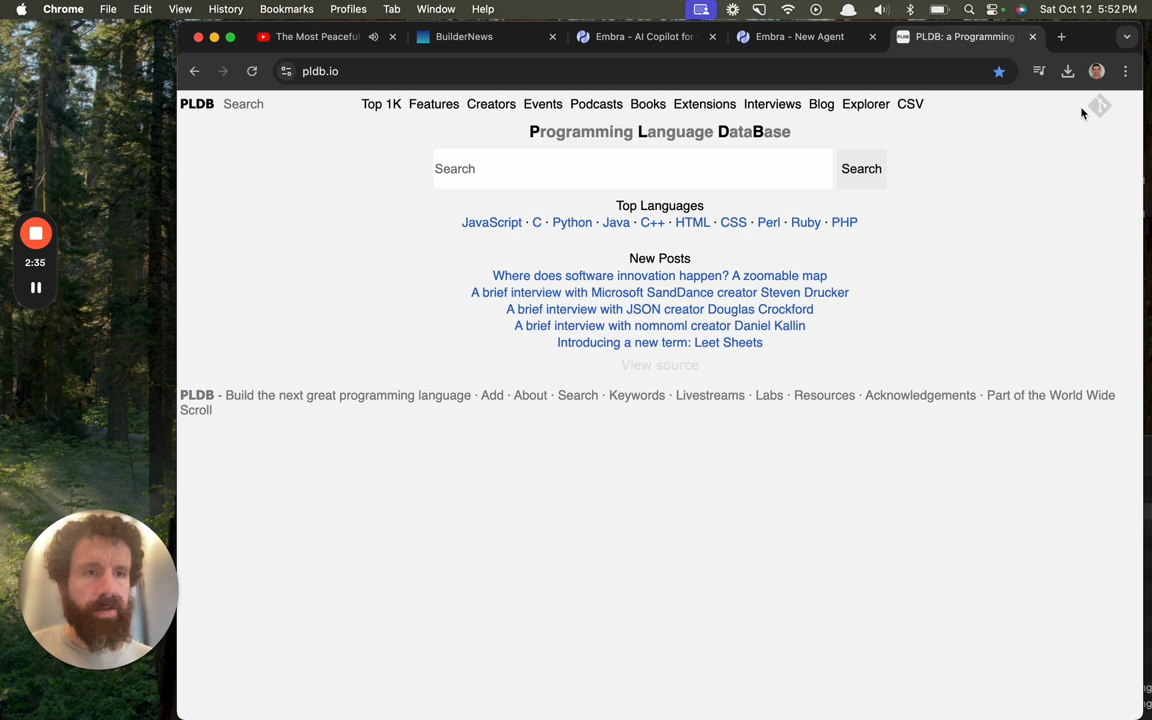 Chrome File Edit View History Bookmarks Profiles Tab Window Help Sat Oct 12 5:52 PM
The Most Peaceful BuilderNews Embra - AI Copilot for Embra - New Agent PLDB: a Programming
pldb.io
PLDB Search Top 1K Features Creators Events Podcasts Books Extensions Interviews Blog Explorer CSV
Programming Language DataBase
Search Search
Top Languages
JavaScript · C · Python · Java · C++ · HTML · CSS · Perl · Ruby · PHP
2:35
New Posts
Where does software innovation happen? A zoomable map
A brief interview with Microsoft SandDance creator Steven Drucker
A brief interview with JSON creator Douglas Crockford
A brief interview with nomnoml creator Daniel Kallin
Introducing a new term: Leet Sheets
View source
PLDB - Build the next great programming language · Add · About · Search · Keywords · Livestreams · Labs · Resources · Acknowledgements · Part of the World Wide
Scroll